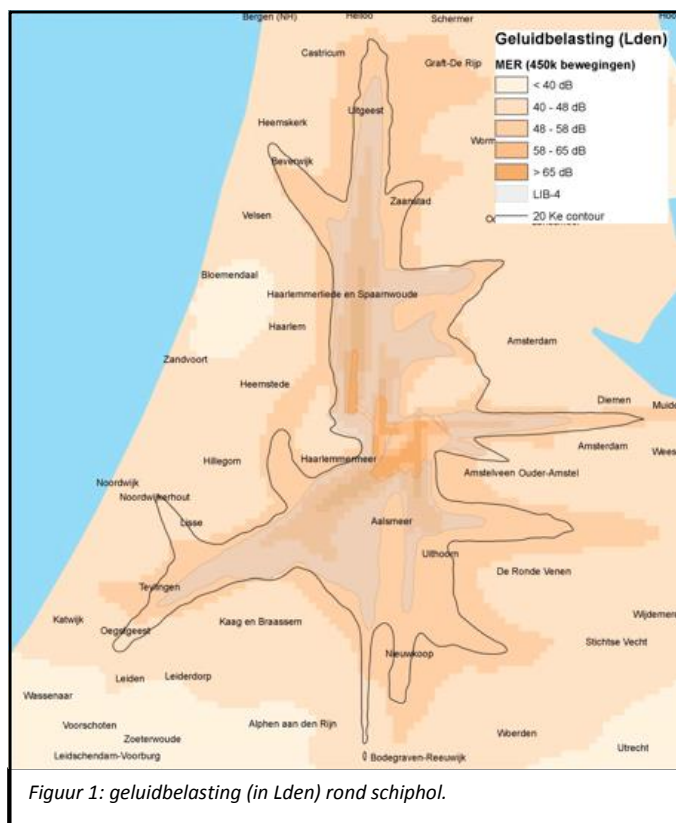 Bergen (NH)
Heiloo
Schermer
Castricum
Graft-De Rijp
Geluidbelasting (Lden)
MER (450k bewegingen)
< 40 dB
40 - 48 dB
48 - 58 dB
58 - 65 dB
> 65 dB
LIB-4
20 Ke contour
Uitgeest
Heemskerk
Beverwijk
Zaanstad
Velsen
Bloemendaal
Haarlemmerliede en Spaarnwoude
Haarlem
Amsterdam
Zandvoort
Heemstede
Diemen
Amsterdam
Haarlemmermeer
Hillegom
Amstelveen Ouder-Amstel
Noordwijk
Noordwijkerhout
Lisse
Aalsmeer
Uithoorn
De Ronde Venen
Teylingen
Katwijk
Oegstgeest
Kaag en Braassem
Stichtse Vecht
Nieuwkoop
Leiden
Leiderdorp
Wassenaar
Voorschoten
Zoeterwoude
Alphen aan den Rijn
Woerden
Leidschendam-Voorburg
Bodegraven-Reeuwijk
Utrecht
Figuur 1: geluidbelasting (in Lden) rond schiphol.